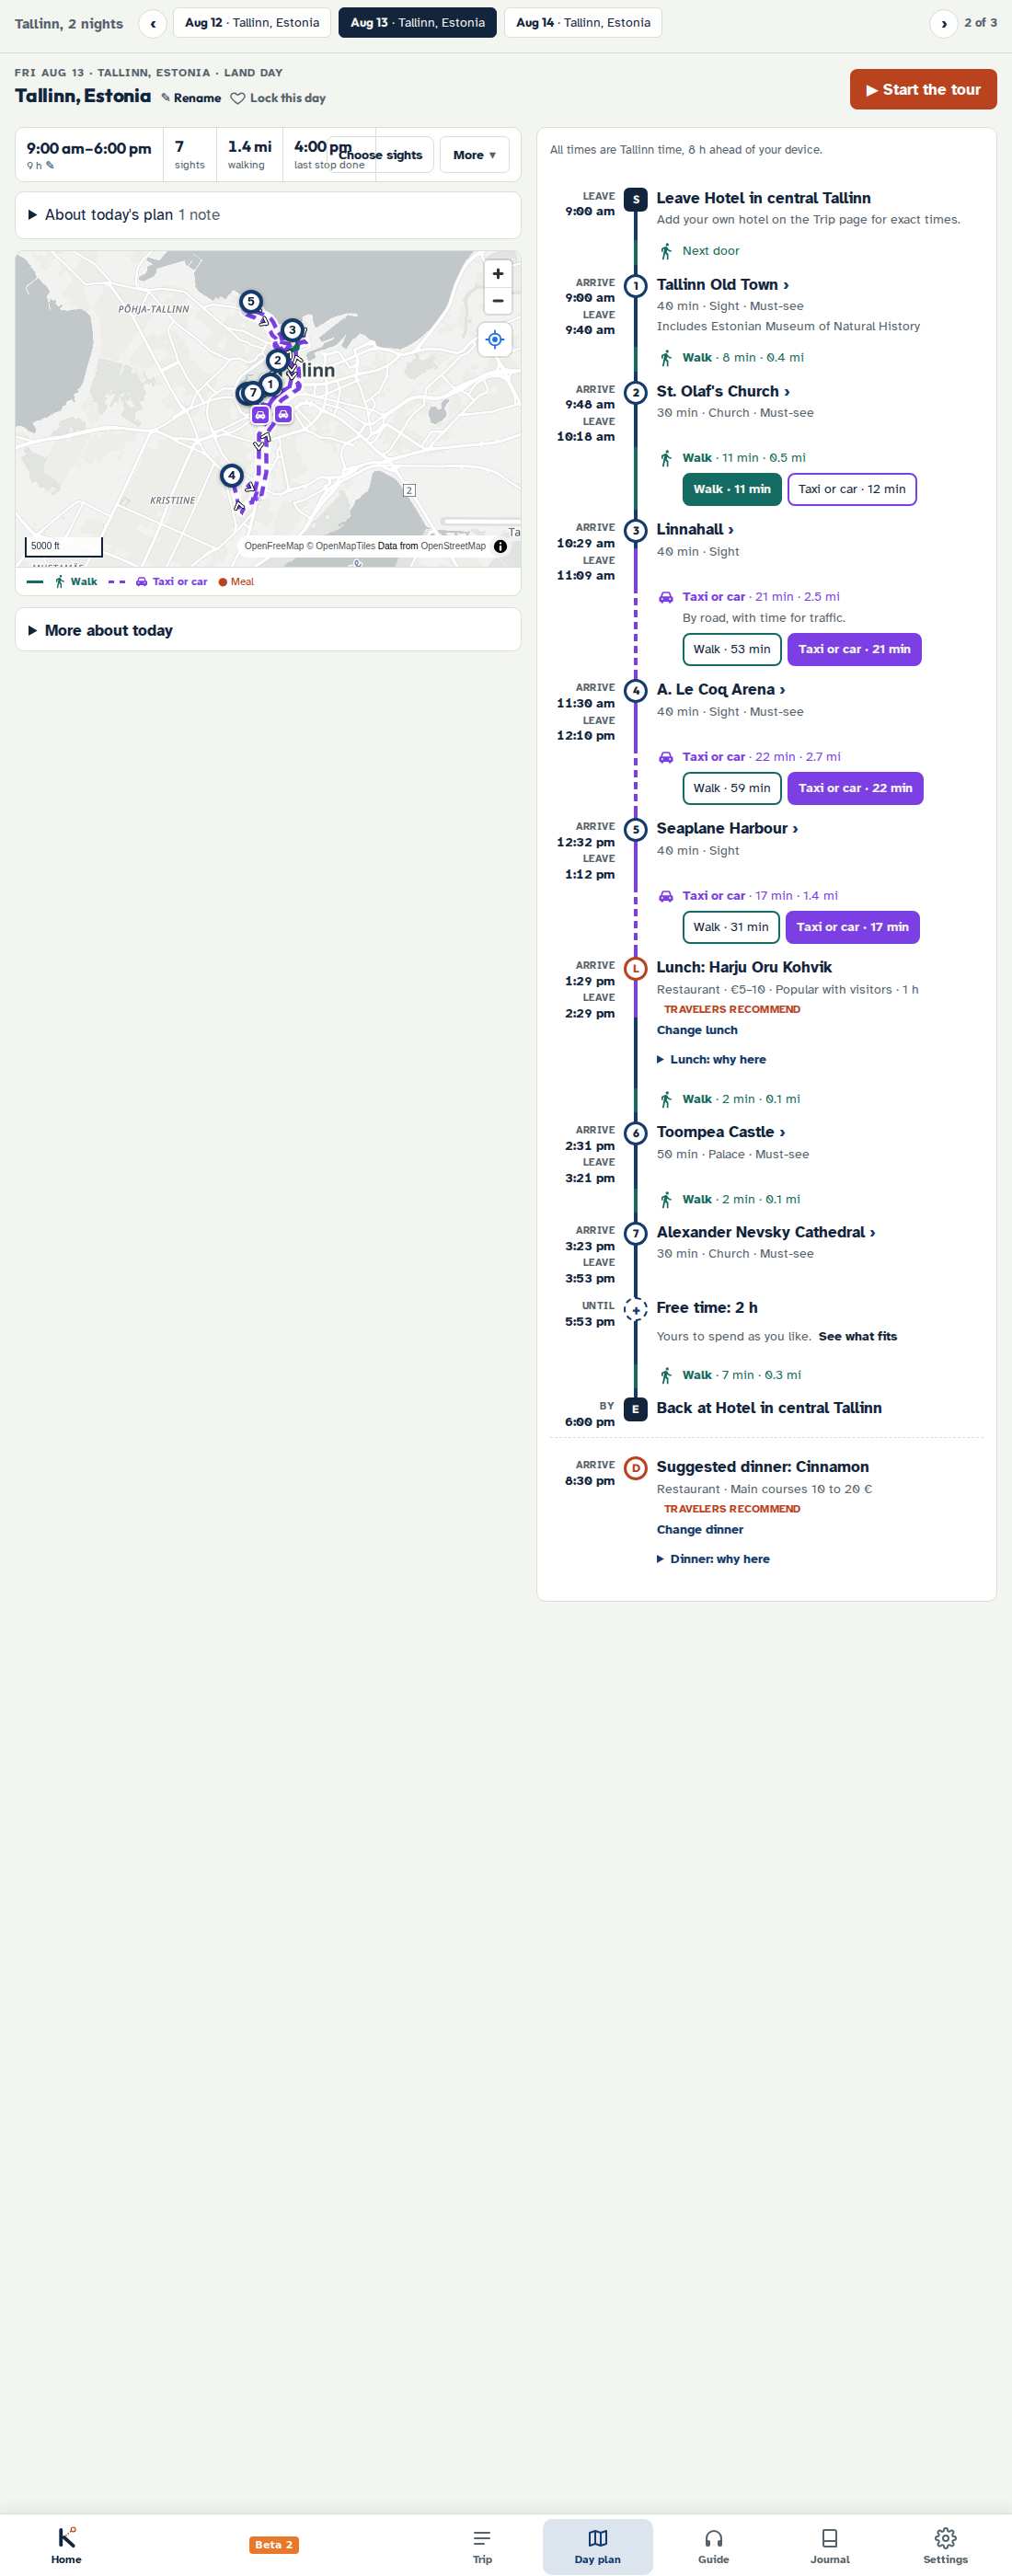 Tallinn, 2 nights
‹
Aug 12 · Tallinn, Estonia
Aug 13 · Tallinn, Estonia
Aug 14 · Tallinn, Estonia
›
2 of 3
FRI AUG 13 · TALLINN, ESTONIA · LAND DAY
Tallinn, Estonia
✎ Rename
Lock this day
▶ Start the tour
9:00 am–6:00 pm
9 h ✎
7
sights
1.4 mi
walking
4:00 pm
last stop done
Choose sights
More ▾
▶ About today's plan 1 note
PÕHJA-TALLINN
linn
KRISTIINE
2
Ta
5
3
2
1
7
4
+
−
5000 ft
OpenFreeMap © OpenMapTiles Data from OpenStreetMap
Walk
Taxi or car
Meal
▶ More about today
All times are Tallinn time, 8 h ahead of your device.
LEAVE
9:00 am
S
Leave Hotel in central Tallinn
Add your own hotel on the Trip page for exact times.
Next door
ARRIVE
9:00 am
LEAVE
9:40 am
1
Tallinn Old Town ›
40 min · Sight · Must-see
Includes Estonian Museum of Natural History
Walk · 8 min · 0.4 mi
ARRIVE
9:48 am
LEAVE
10:18 am
2
St. Olaf's Church ›
30 min · Church · Must-see
Walk · 11 min · 0.5 mi
Walk · 11 min
Taxi or car · 12 min
ARRIVE
10:29 am
LEAVE
11:09 am
3
Linnahall ›
40 min · Sight
Taxi or car · 21 min · 2.5 mi
By road, with time for traffic.
Walk · 53 min
Taxi or car · 21 min
ARRIVE
11:30 am
LEAVE
12:10 pm
4
A. Le Coq Arena ›
40 min · Sight · Must-see
Taxi or car · 22 min · 2.7 mi
Walk · 59 min
Taxi or car · 22 min
ARRIVE
12:32 pm
LEAVE
1:12 pm
5
Seaplane Harbour ›
40 min · Sight
Taxi or car · 17 min · 1.4 mi
Walk · 31 min
Taxi or car · 17 min
ARRIVE
1:29 pm
LEAVE
2:29 pm
L
Lunch: Harju Oru Kohvik
Restaurant · €5–10 · Popular with visitors · 1 h
TRAVELERS RECOMMEND
Change lunch
▶ Lunch: why here
Walk · 2 min · 0.1 mi
ARRIVE
2:31 pm
LEAVE
3:21 pm
6
Toompea Castle ›
50 min · Palace · Must-see
Walk · 2 min · 0.1 mi
ARRIVE
3:23 pm
LEAVE
3:53 pm
7
Alexander Nevsky Cathedral ›
30 min · Church · Must-see
UNTIL
5:53 pm
+
Free time: 2 h
Yours to spend as you like. See what fits
Walk · 7 min · 0.3 mi
BY
6:00 pm
E
Back at Hotel in central Tallinn
ARRIVE
8:30 pm
D
Suggested dinner: Cinnamon
Restaurant · Main courses 10 to 20 €
TRAVELERS RECOMMEND
Change dinner
▶ Dinner: why here
Home
Beta 2
Trip
Day plan
Guide
Journal
Settings